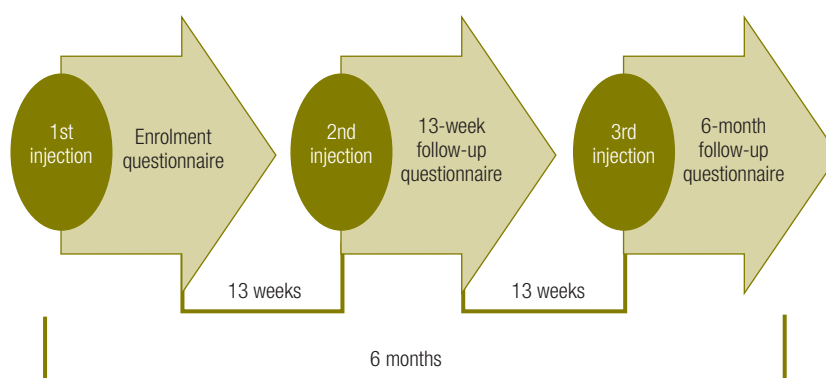 1st
injection
Enrolment
questionnaire
2nd
injection
13-week
follow-up
questionnaire
3rd
injection
6-month
follow-up
questionnaire
13 weeks
13 weeks
6 months